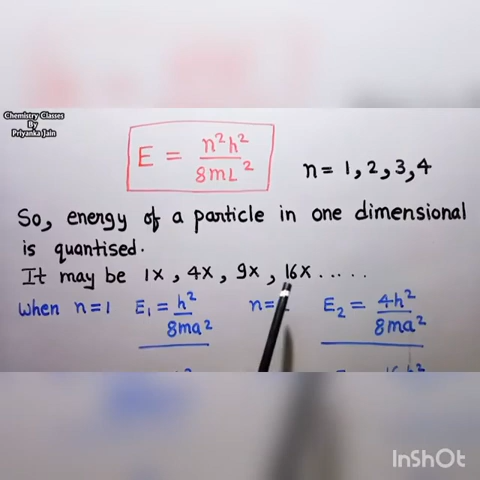 Chemistry Classes
By
Priyanka Jain
E = n²h² / 8mL²
n = 1, 2, 3, 4
So, energy of a particle in one dimensional
is quantised.
It may be 1x, 4x, 9x, 16x .....
When n=1 E₁ = h² / 8ma² n= E₂ = 4h² / 8ma²
InShOt